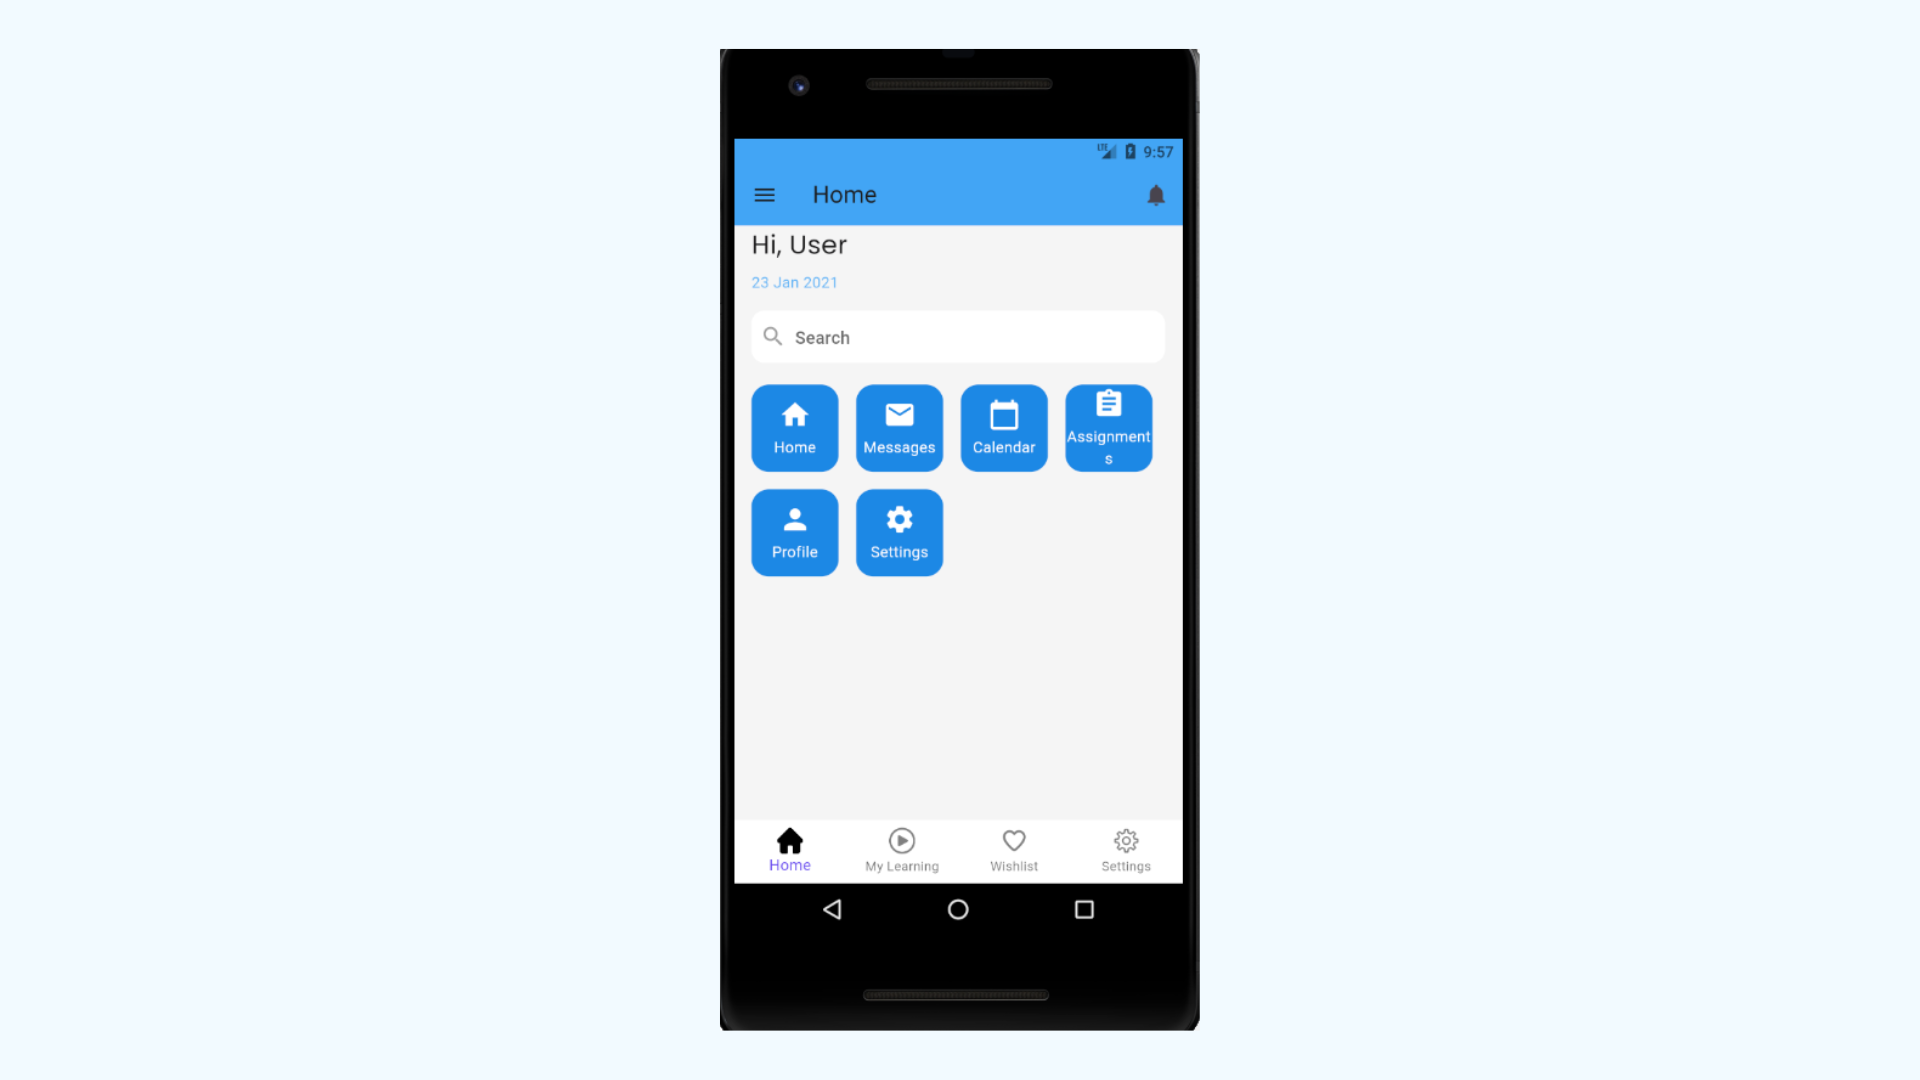 LTE 9:57
Home
Hi, User
23 Jan 2021
Search
Home Messages Calendar Assignment
s
Profile Settings
Home My Learning Wishlist Settings